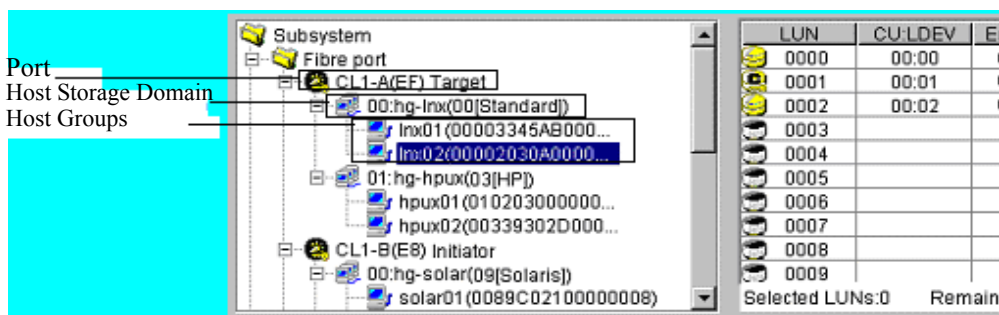 Port
Host Storage Domain
Host Groups
Subsystem
Fibre port
CL1-A(EF) Target
00:hg-lnx(00[Standard])
lnx01(00003345AB000...
lnx02(00002030A0000...
01:hg-hpux(03[HP])
hpux01(010203000000...
hpux02(00339302D000...
CL1-B(E8) Initiator
00:hg-solar(09[Solaris])
solar01(0089C02100000008)
LUN CU:LDEV E
0000 00:00
0001 00:01
0002 00:02
0003
0004
0005
0006
0007
0008
0009
Selected LUNs:0 Remain